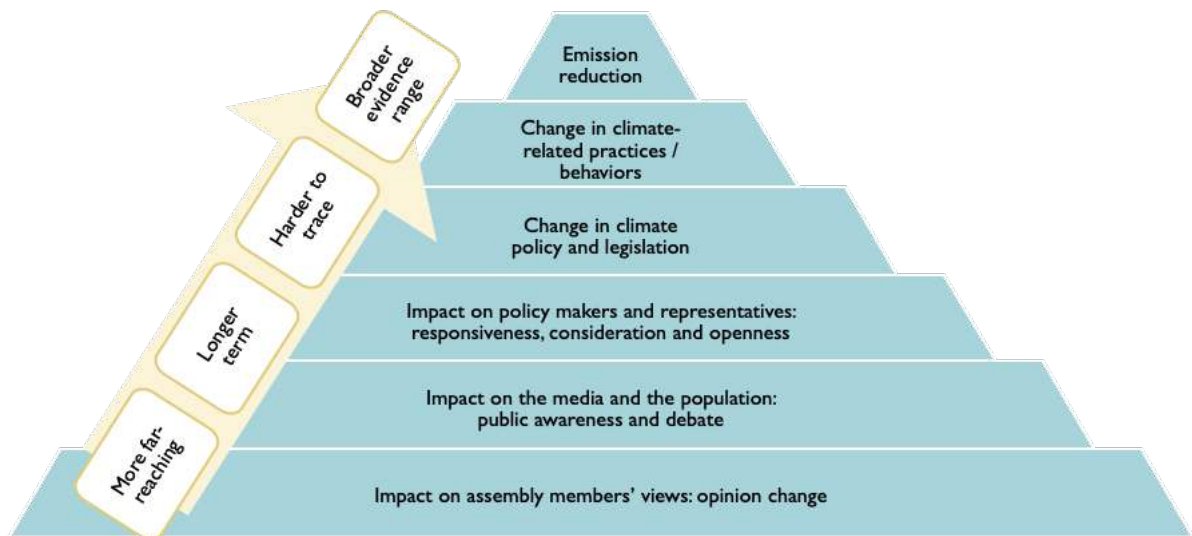 Emission
reduction
Change in climate-
related practices /
behaviors
Change in climate
policy and legislation
Impact on policy makers and representatives:
responsiveness, consideration and openness
Impact on the media and the population:
public awareness and debate
Impact on assembly members’ views: opinion change
Broader
evidence
range
Harder to
trace
Longer
term
More far-
reaching